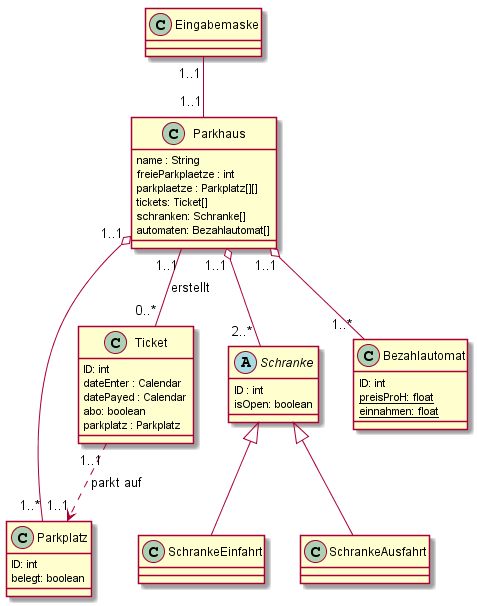 C Eingabemaske
1..1
1..1
C Parkhaus
name : String
freieParkplaetze : int
parkplaetze : Parkplatz[][]
tickets: Ticket[]
schranken: Schranke[]
automaten: Bezahlautomat[]
1..1 1..1 1..1 1..1
erstellt
0..* 2..* 1..*
C Ticket
ID: int
dateEnter : Calendar
datePayed : Calendar
abo: boolean
parkplatz : Parkplatz
A Schranke
ID : int
isOpen: boolean
C Bezahlautomat
ID: int
preisProH: float
einnahmen: float
1..1
parkt auf
1..* 1..1
C Parkplatz
ID: int
belegt: boolean
C SchrankeEinfahrt
C SchrankeAusfahrt